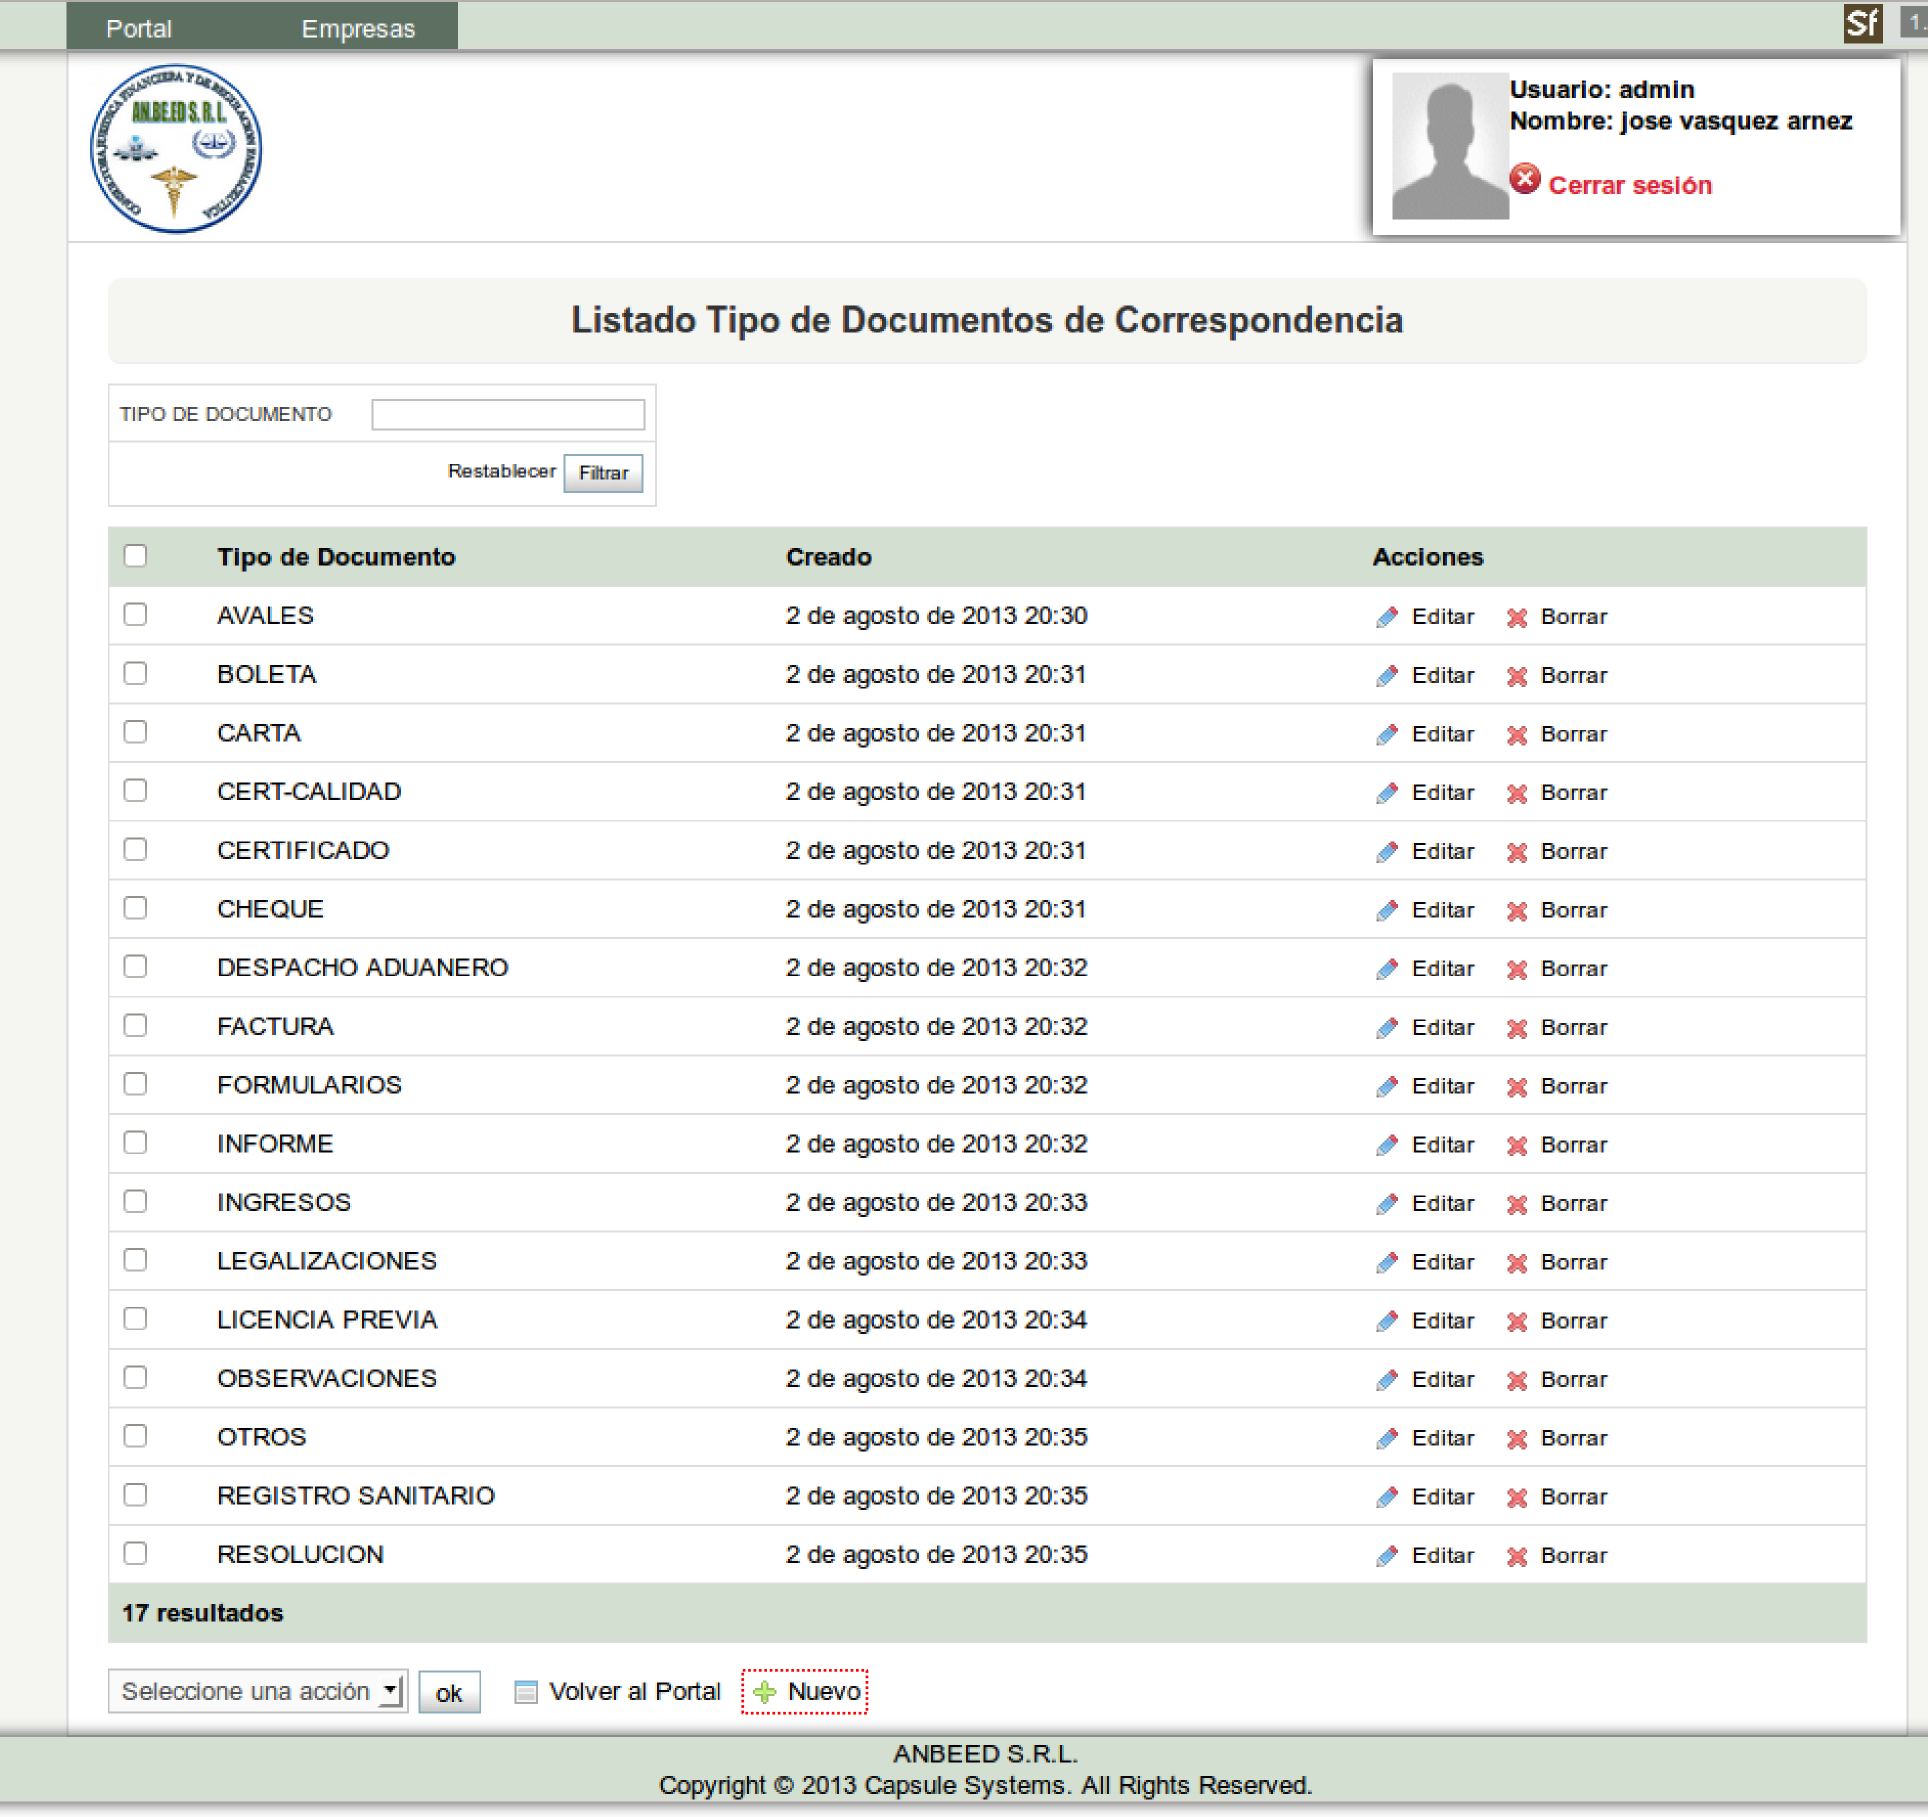 Portal Empresas
Sf 1.
CONSULTORIA JURIDICA FINANCIERA Y DE REGULACION FARMACEUTICA
AN.BE.ED S. R. L.
Usuario: admin
Nombre: jose vasquez arnez
Cerrar sesión
Listado Tipo de Documentos de Correspondencia
TIPO DE DOCUMENTO
Restablecer Filtrar
Tipo de Documento Creado Acciones
AVALES 2 de agosto de 2013 20:30 Editar Borrar
BOLETA 2 de agosto de 2013 20:31 Editar Borrar
CARTA 2 de agosto de 2013 20:31 Editar Borrar
CERT-CALIDAD 2 de agosto de 2013 20:31 Editar Borrar
CERTIFICADO 2 de agosto de 2013 20:31 Editar Borrar
CHEQUE 2 de agosto de 2013 20:31 Editar Borrar
DESPACHO ADUANERO 2 de agosto de 2013 20:32 Editar Borrar
FACTURA 2 de agosto de 2013 20:32 Editar Borrar
FORMULARIOS 2 de agosto de 2013 20:32 Editar Borrar
INFORME 2 de agosto de 2013 20:32 Editar Borrar
INGRESOS 2 de agosto de 2013 20:33 Editar Borrar
LEGALIZACIONES 2 de agosto de 2013 20:33 Editar Borrar
LICENCIA PREVIA 2 de agosto de 2013 20:34 Editar Borrar
OBSERVACIONES 2 de agosto de 2013 20:34 Editar Borrar
OTROS 2 de agosto de 2013 20:35 Editar Borrar
REGISTRO SANITARIO 2 de agosto de 2013 20:35 Editar Borrar
RESOLUCION 2 de agosto de 2013 20:35 Editar Borrar
17 resultados
Seleccione una acción ok Volver al Portal Nuevo
ANBEED S.R.L.
Copyright © 2013 Capsule Systems. All Rights Reserved.